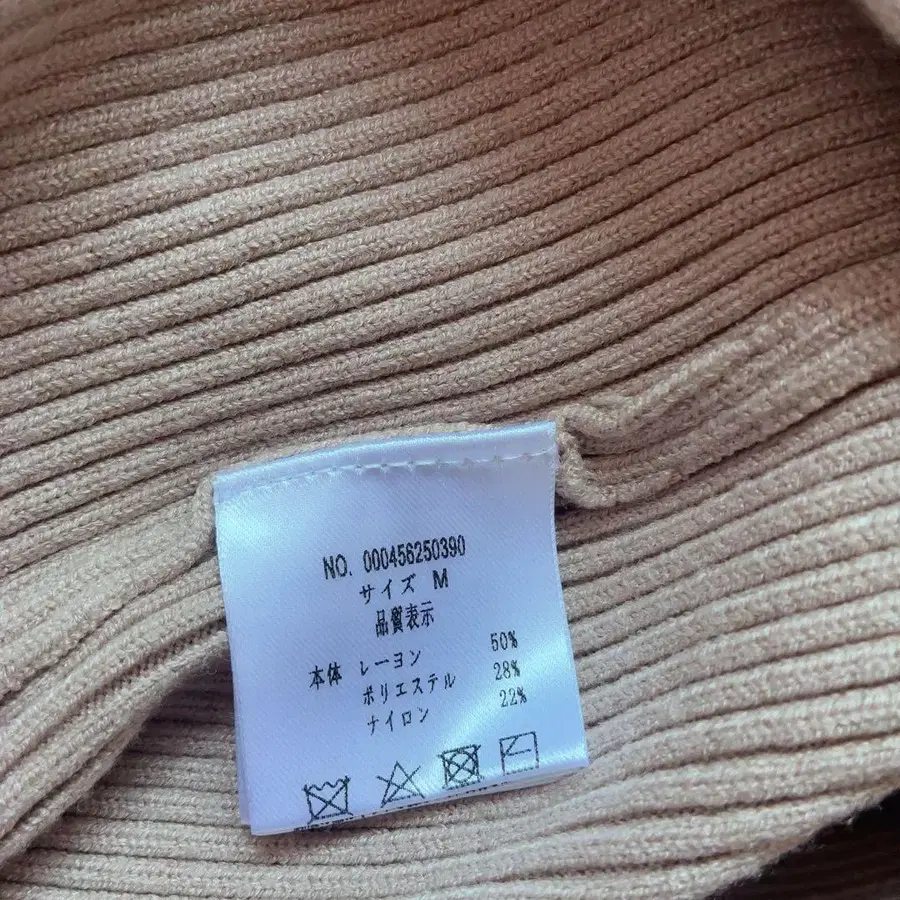 NO. 000456250390
サイズ M
品質表示
本体 レーヨン 50%
ポリエステル 28%
ナイロン 22%